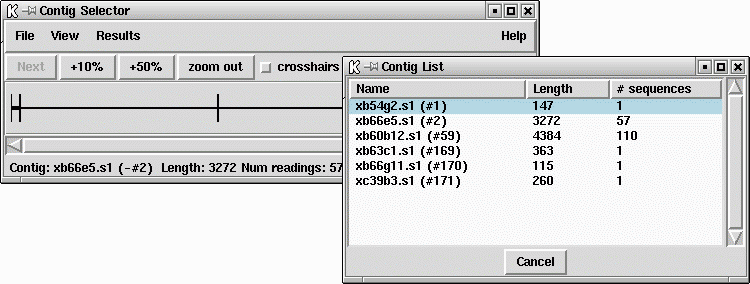 Contig Selector
File View Results Help
Next +10% +50% zoom out crosshairs
Contig: xb66e5.s1 (-#2) Length: 3272 Num readings: 57
Contig List
Name Length # sequences
xb54g2.s1 (#1) 147 1
xb66e5.s1 (#2) 3272 57
xb60b12.s1 (#59) 4384 110
xb63c1.s1 (#169) 363 1
xb66g11.s1 (#170) 115 1
xc39b3.s1 (#171) 260 1
Cancel